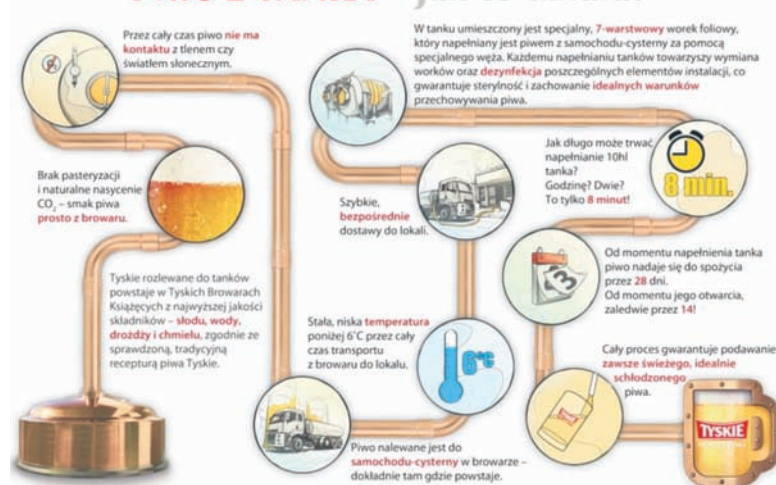 Przez cały czas piwo nie ma
kontaktu z tlenem czy
światłem słonecznym.
Brak pasteryzacji
i naturalne nasycenie
CO₂ – smak piwa
prosto z browaru.
Tyskie rozlewane do tanków
powstaje w Tyskich Browarach
Książęcych z najwyższej jakości
składników – słodu, wody,
drożdży i chmielu, zgodnie ze
sprawdzoną, tradycyjną
recepturą piwa Tyskie.
W tanku umieszczony jest specjalny, 7-warstwowy worek foliowy,
który napełniany jest piwem z samochodu-cysterny za pomocą
specjalnego węża. Każdemu napełnianiu tanków towarzyszy wymiana
worków oraz dezynfekcja poszczególnych elementów instalacji, co
gwarantuje sterylność i zachowanie idealnych warunków
przechowywania piwa.
Szybkie,
bezpośrednie
dostawy do lokali.
Stała, niska temperatura
poniżej 6°C przez cały
czas transportu
z browaru do lokalu.
6°C
Piwo nalewane jest do
samochodu-cysterny w browarze –
dokładnie tam gdzie powstaje.
Jak długo może trwać
napełnianie 10hl
tanka?
Godzinę? Dwie?
To tylko 8 minut!
8 min.
13
Od momentu napełnienia tanka
piwo nadaje się do spożycia
przez 28 dni.
Od momentu jego otwarcia,
zaledwie przez 14!
Cały proces gwarantuje podawanie
zawsze świeżego, idealnie
schłodzonego
piwa.
TYSKIE